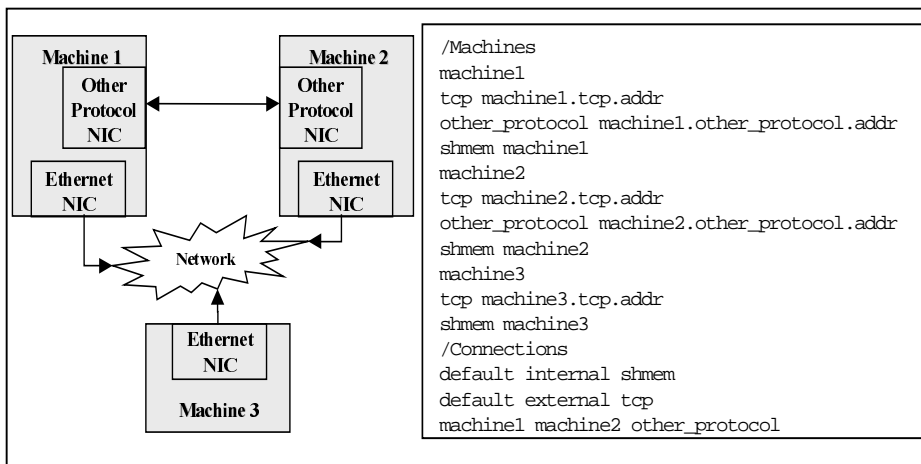 Machine 1
Other
Protocol
NIC
Ethernet
NIC
Machine 2
Other
Protocol
NIC
Ethernet
NIC
Network
Ethernet
NIC
Machine 3
/Machines
machine1
tcp machine1.tcp.addr
other_protocol machine1.other_protocol.addr
shmem machine1
machine2
tcp machine2.tcp.addr
other_protocol machine2.other_protocol.addr
shmem machine2
machine3
tcp machine3.tcp.addr
shmem machine3
/Connections
default internal shmem
default external tcp
machine1 machine2 other_protocol